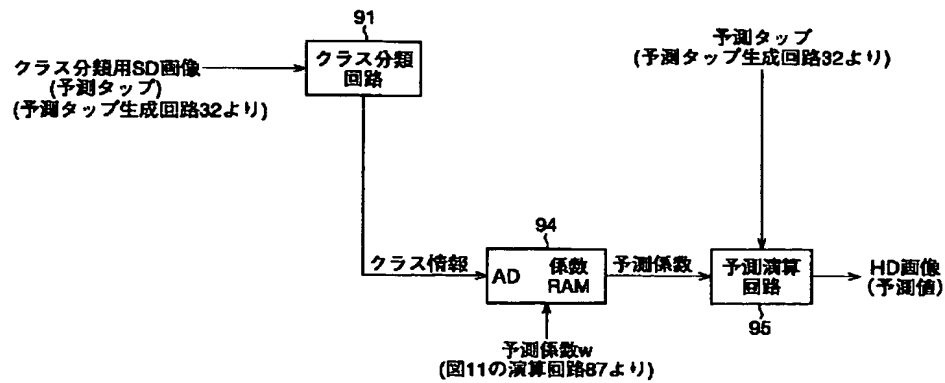 91
クラス分類用SD画像
(予測タップ)
(予測タップ生成回路32より)
クラス分類
回路
予測タップ
(予測タップ生成回路32より)
クラス情報
94
AD
係数
RAM
予測係数
予測演算
回路
95
HD画像
(予測値)
予測係数w
(図11の演算回路87より)